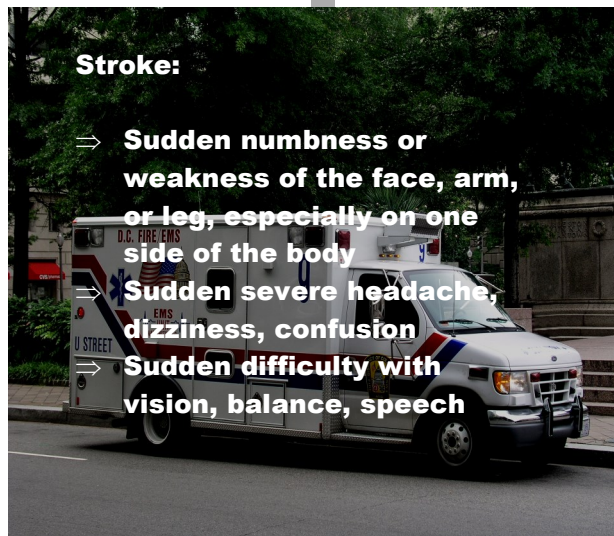 Stroke:
⇒ Sudden numbness or
weakness of the face, arm,
or leg, especially on one
side of the body
⇒ Sudden severe headache,
dizziness, confusion
⇒ Sudden difficulty with
vision, balance, speech
D.C. FIRE/EMS
9
EMS
U STREET